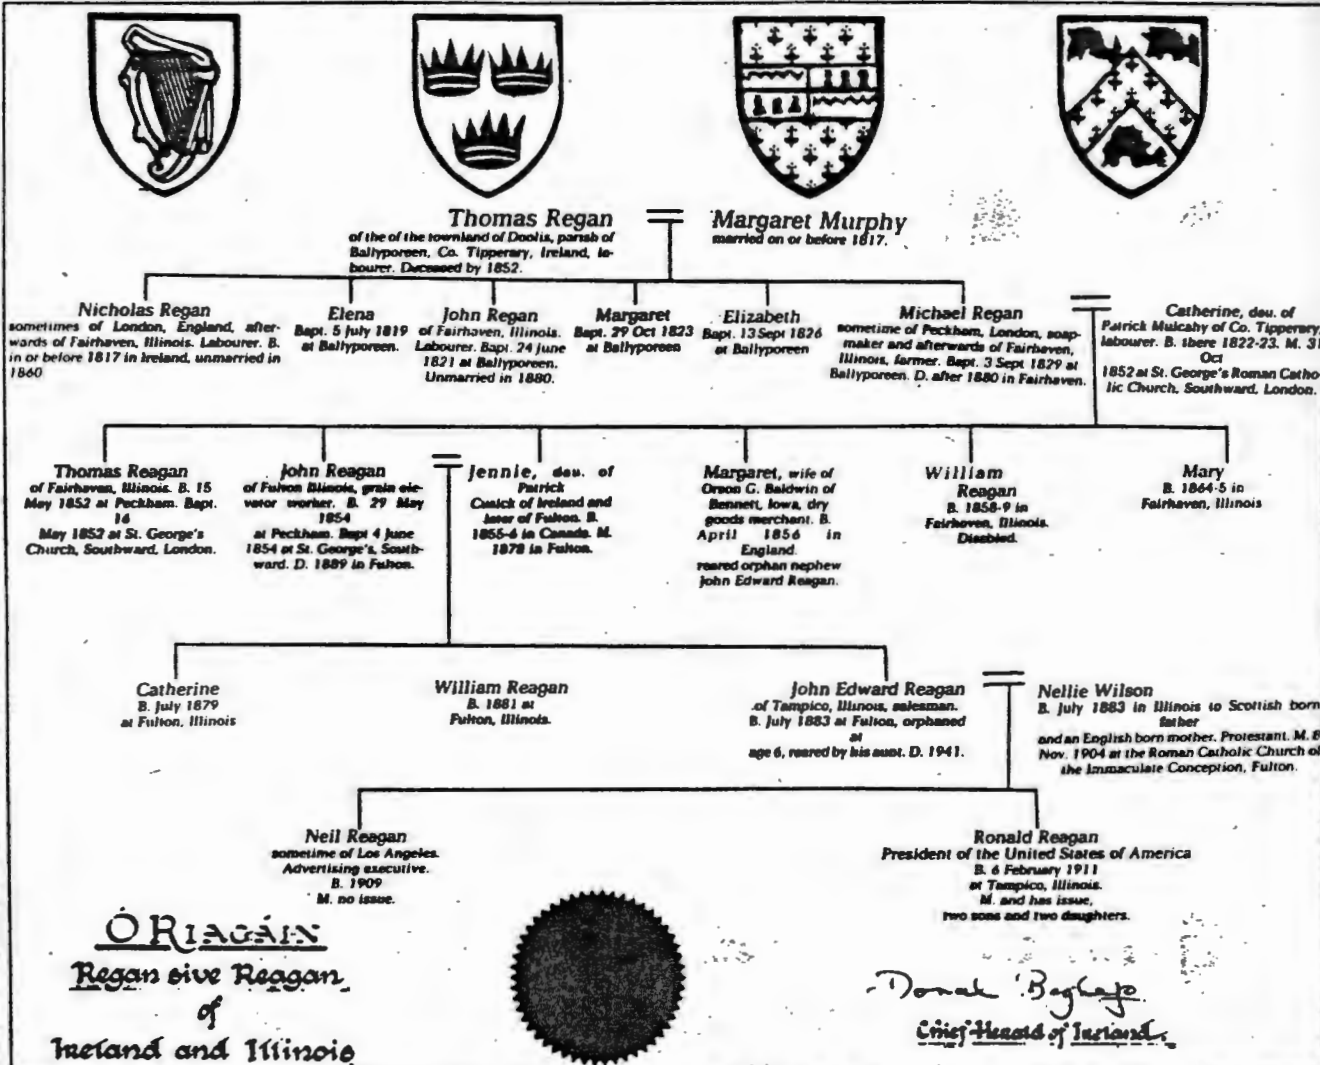 Thomas Regan
of the of the townland of Doolis, parish of
Ballyporeen, Co. Tipperary, Ireland, la-
bourer. Deceased by 1852.
Margaret Murphy
married on or before 1817.
Nicholas Regan
sometimes of London, England, after-
wards of Fairhaven, Illinois. Labourer. B.
in or before 1817 in Ireland, unmarried in
1860
Elena
Bapt. 5 July 1819
at Ballyporeen.
John Regan
of Fairhaven, Illinois.
Labourer. Bapt. 24 June
1821 at Ballyporeen.
Unmarried in 1880.
Margaret
Bapt. 29 Oct 1823
at Ballyporeen
Elizabeth
Bapt. 13 Sept 1826
at Ballyporeen
Michael Regan
sometime of Peckham, London, soap-
maker and afterwards of Fairhaven,
Illinois, farmer. Bapt. 3 Sept 1829 at
Ballyporeen. D. after 1880 in Fairhaven.
Catherine, dau. of
Patrick Mulcahy of Co. Tipperary,
labourer. B. there 1822-23. M. 31
Oct
1852 at St. George's Roman Catho-
lic Church, Southward, London.
Thomas Reagan
of Fairhaven, Illinois. B. 15
May 1852 at Peckham. Bapt.
16
May 1852 at St. George's
Church, Southward, London.
John Reagan
of Fulton Illinois, grain ele-
vator worker. B. 29 May
1854
at Peckham. Bapt 4 June
1854 at St. George's, South-
ward. D. 1889 in Fulton.
Jennie, dau. of
Patrick
Cusick of Ireland and
later of Fulton. B.
1855-6 in Canada. M.
1878 in Fulton.
Margaret, wife of
Orson G. Baldwin of
Bennett, Iowa, dry
goods merchant. B.
April 1856 in
England.
reared orphan nephew
John Edward Reagan.
William
Reagan
B. 1858-9 in
Fairhaven, Illinois.
Disabled.
Mary
B. 1864-5 in
Fairhaven, Illinois
Catherine
B. July 1879
at Fulton, Illinois
William Reagan
B. 1881 at
Fulton, Illinois.
John Edward Reagan
of Tampico, Illinois, salesman.
B. July 1883 at Fulton, orphaned
at
age 6, reared by his aunt. D. 1941.
Nellie Wilson
B. July 1883 in Illinois to Scottish born
father
and an English born mother. Protestant. M. 8
Nov. 1904 at the Roman Catholic Church of
the Immaculate Conception, Fulton.
Neil Reagan
sometime of Los Angeles.
Advertising executive.
B. 1909
M. no issue.
Ronald Reagan
President of the United States of America
B. 6 February 1911
at Tampico, Illinois.
M. and has issue,
two sons and two daughters.
Ó RIAGÁIN
Regan sive Reagan
of
Ireland and Illinois
Chief Herald of Ireland.